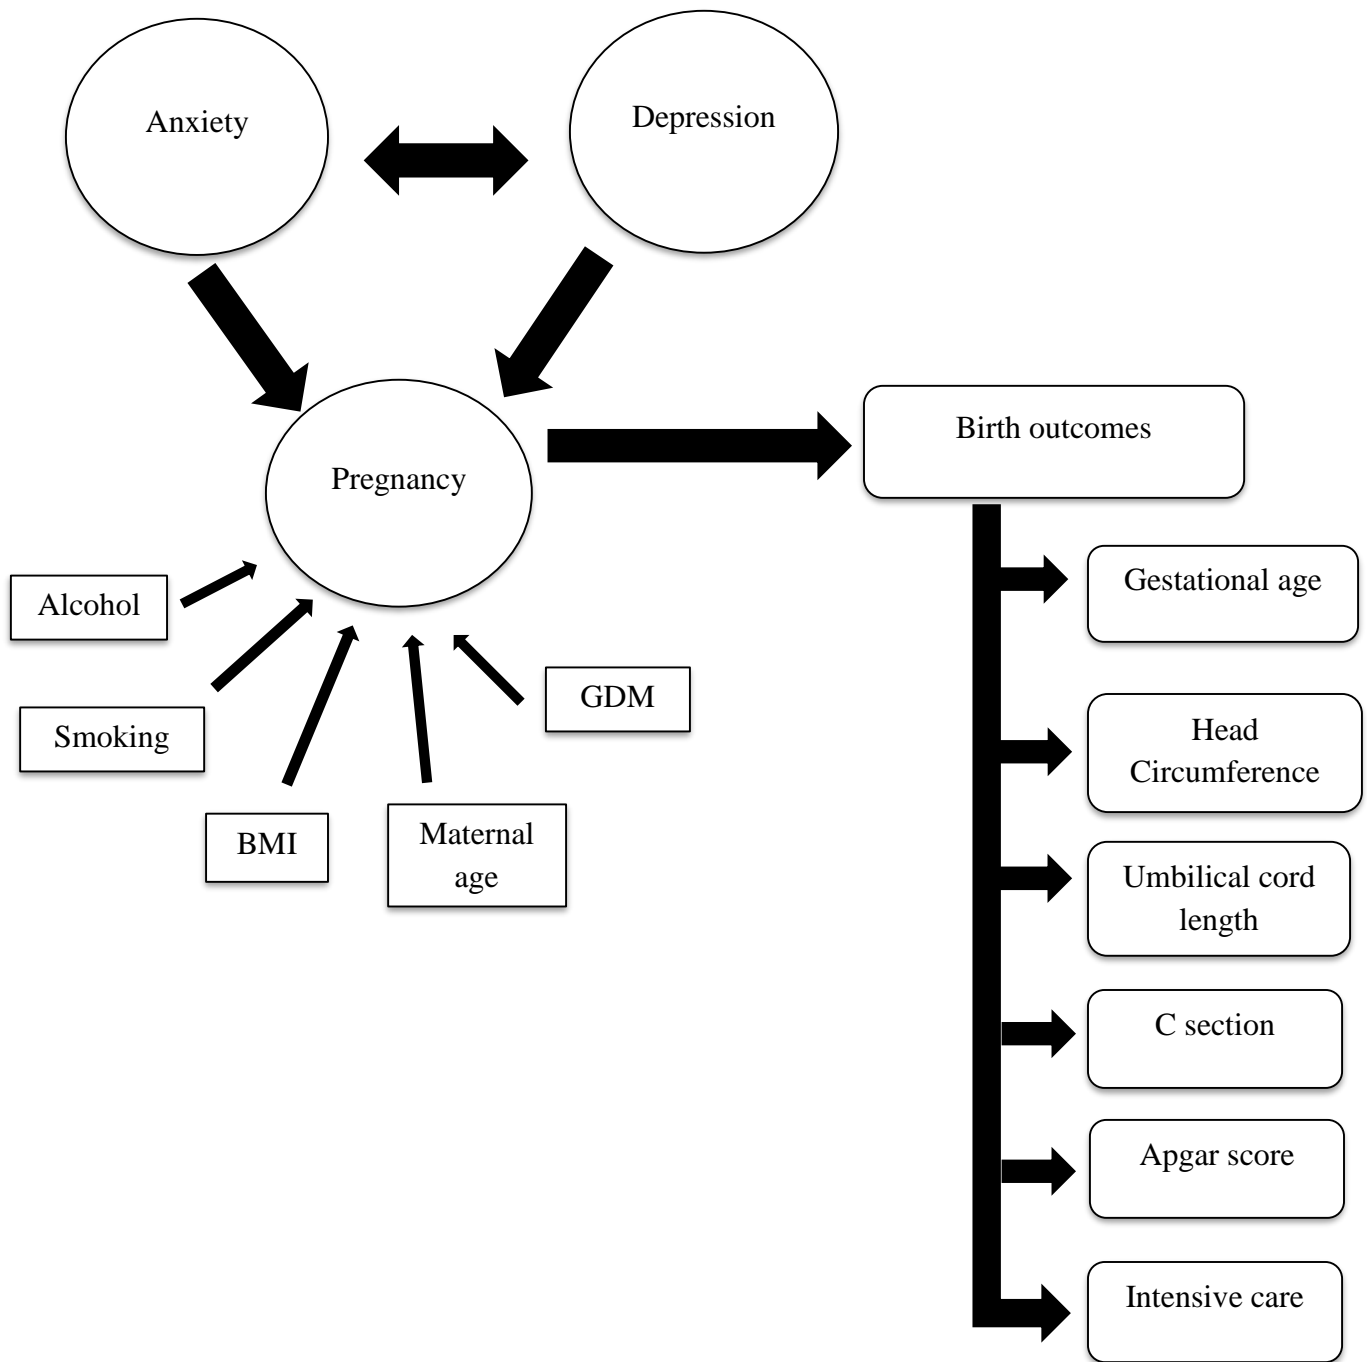 Anxiety
Depression
Pregnancy
Birth outcomes
Alcohol
Smoking
BMI
Maternal
age
GDM
Gestational age
Head
Circumference
Umbilical cord
length
C section
Apgar score
Intensive care